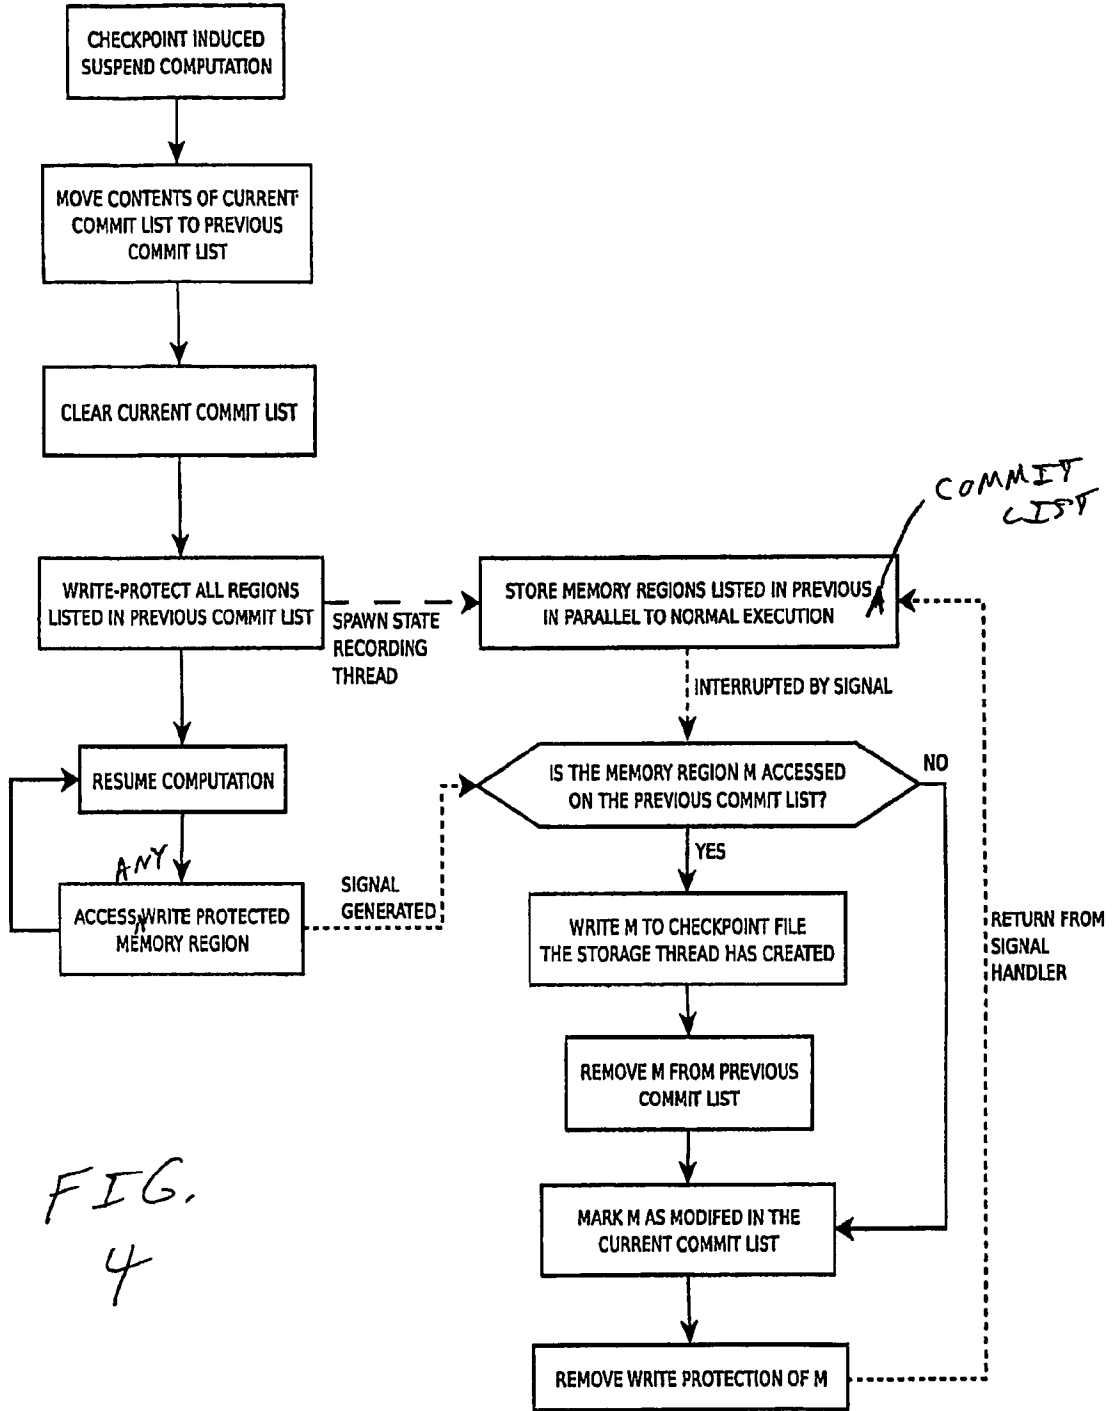 CHECKPOINT INDUCED
SUSPEND COMPUTATION
MOVE CONTENTS OF CURRENT
COMMIT LIST TO PREVIOUS
COMMIT LIST
CLEAR CURRENT COMMIT LIST
COMMIT
LIST
WRITE-PROTECT ALL REGIONS
LISTED IN PREVIOUS COMMIT LIST
SPAWN STATE
RECORDING
THREAD
STORE MEMORY REGIONS LISTED IN PREVIOUS
IN PARALLEL TO NORMAL EXECUTION
INTERRUPTED BY SIGNAL
RESUME COMPUTATION
IS THE MEMORY REGION M ACCESSED
ON THE PREVIOUS COMMIT LIST?
NO
YES
ANY
ACCESS WRITE PROTECTED
MEMORY REGION
SIGNAL
GENERATED
WRITE M TO CHECKPOINT FILE
THE STORAGE THREAD HAS CREATED
RETURN FROM
SIGNAL
HANDLER
REMOVE M FROM PREVIOUS
COMMIT LIST
MARK M AS MODIFED IN THE
CURRENT COMMIT LIST
REMOVE WRITE PROTECTION OF M
FIG.
4